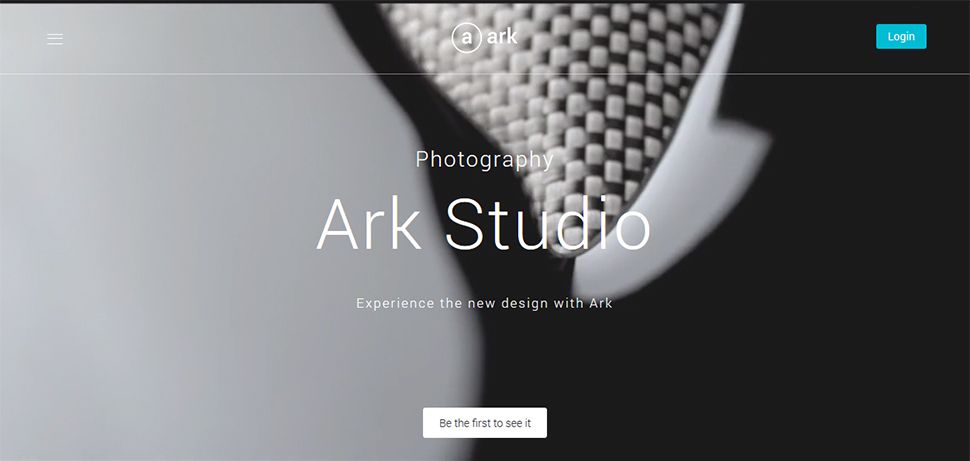 a ark
Login
Photography
Ark Studio
Experience the new design with Ark
Be the first to see it